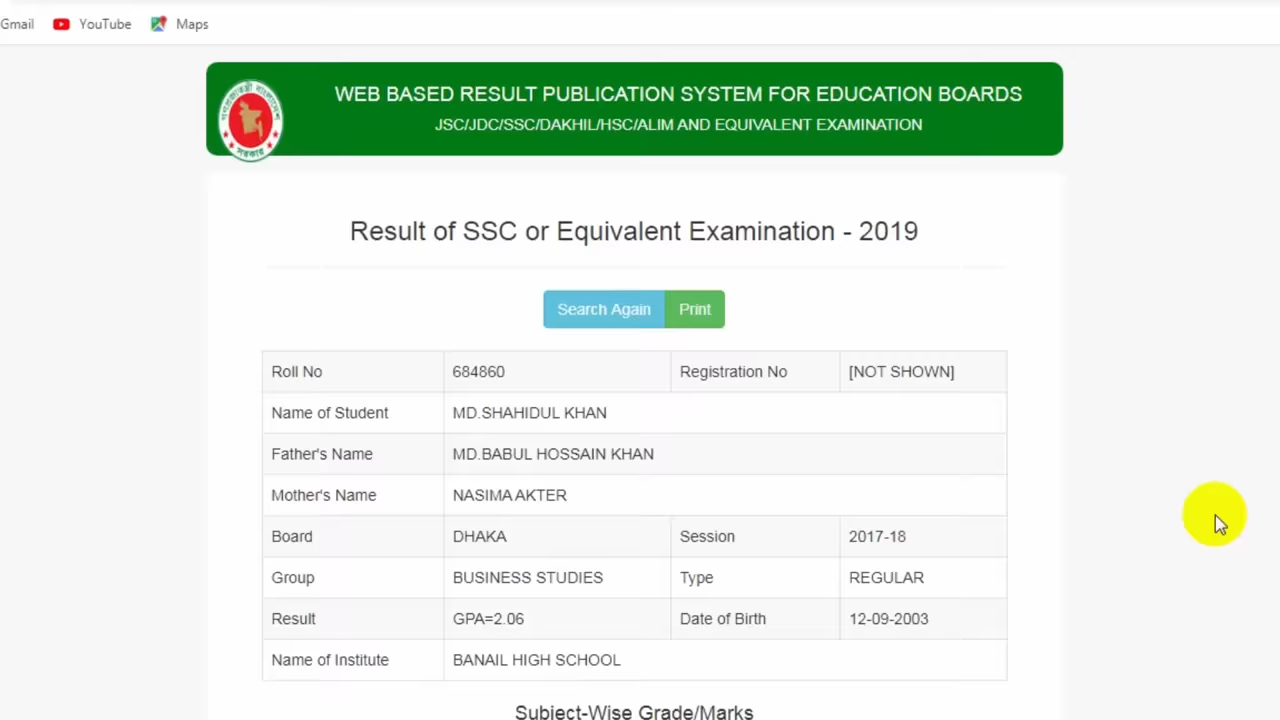 Gmail YouTube Maps
WEB BASED RESULT PUBLICATION SYSTEM FOR EDUCATION BOARDS
JSC/JDC/SSC/DAKHIL/HSC/ALIM AND EQUIVALENT EXAMINATION
গণপ্রজাতন্ত্রী বাংলাদেশ
সরকার
Result of SSC or Equivalent Examination - 2019
Search Again Print
Roll No 684860 Registration No [NOT SHOWN]
Name of Student MD.SHAHIDUL KHAN
Father's Name MD.BABUL HOSSAIN KHAN
Mother's Name NASIMA AKTER
Board DHAKA Session 2017-18
Group BUSINESS STUDIES Type REGULAR
Result GPA=2.06 Date of Birth 12-09-2003
Name of Institute BANAIL HIGH SCHOOL
Subject-Wise Grade/Marks